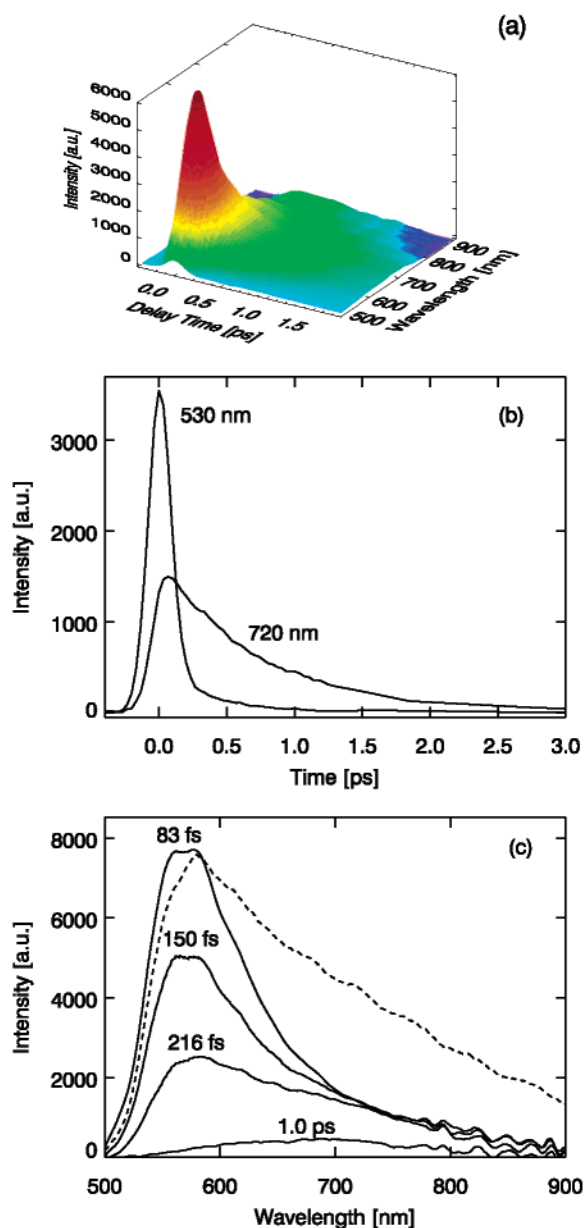 (a)
6000
5000
4000
3000
2000
1000
0
Intensity [a.u.]
0.0
0.5
1.0
1.5
Delay Time [ps]
500
600
700
800
900
Wavelength [nm]
(b)
530 nm
720 nm
3000
2000
1000
0
Intensity [a.u.]
0.0
0.5
1.0
1.5
2.0
2.5
3.0
Time [ps]
(c)
83 fs
150 fs
216 fs
1.0 ps
8000
6000
4000
2000
0
Intensity [a.u.]
500
600
700
800
900
Wavelength [nm]